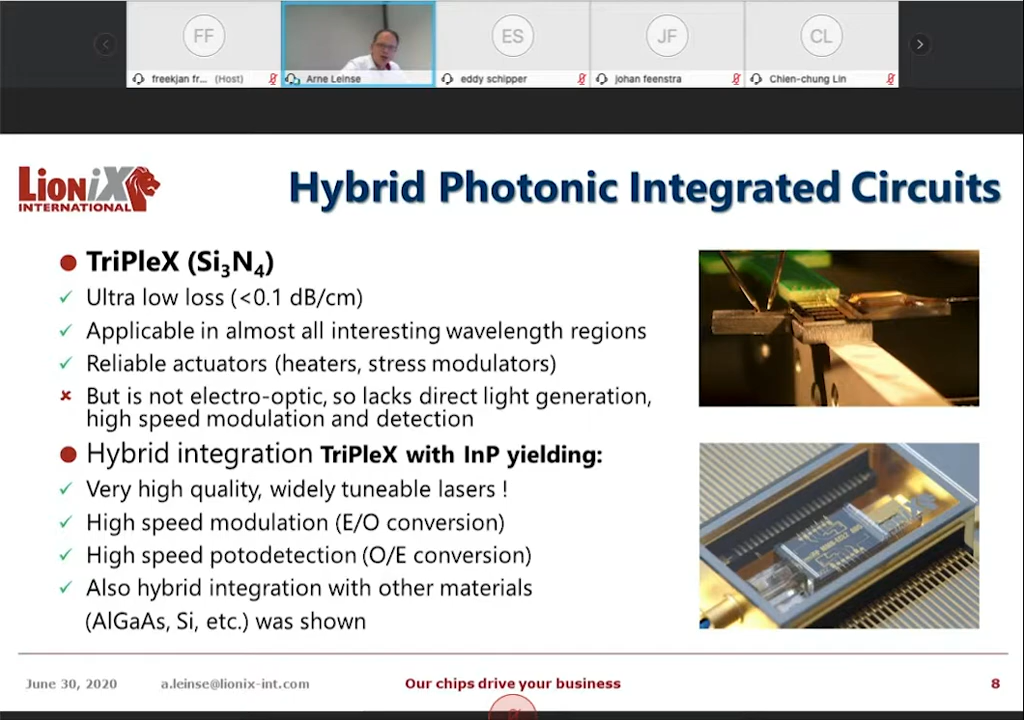 FF
ES
JF
CL
freekjan fr... (Host)
Arne Leinse
eddy schipper
johan feenstra
Chien-chung Lin
LioniX
INTERNATIONAL
Hybrid Photonic Integrated Circuits
TriPleX (Si₃N₄)
Ultra low loss (<0.1 dB/cm)
Applicable in almost all interesting wavelength regions
Reliable actuators (heaters, stress modulators)
But is not electro-optic, so lacks direct light generation,
high speed modulation and detection
Hybrid integration TriPleX with InP yielding:
Very high quality, widely tuneable lasers !
High speed modulation (E/O conversion)
High speed potodetection (O/E conversion)
Also hybrid integration with other materials
(AlGaAs, Si, etc.) was shown
June 30, 2020
a.leinse@lionix-int.com
Our chips drive your business
8